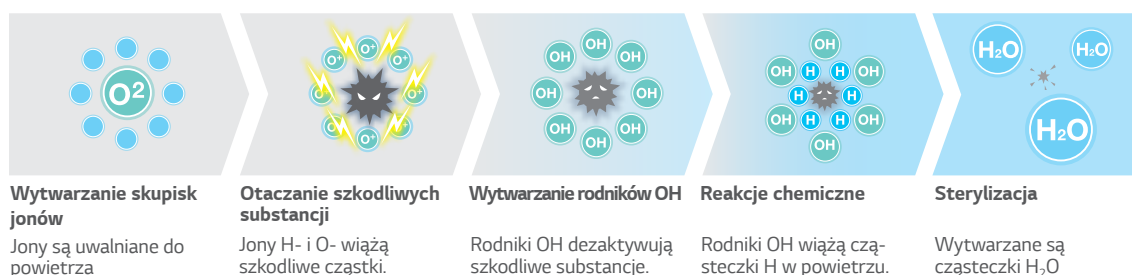 O²
O⁺ O⁺
O⁺ O⁺
O⁺ O⁺
O⁺ O⁺
OH
OH OH
OH OH
OH OH
OH
OH
OH H H OH
H H
OH H H OH
OH
H₂O H₂O
H₂O
Wytwarzanie skupisk
jonów
Jony są uwalniane do
powietrza
Otaczanie szkodliwych
substancji
Jony H- i O- wiążą
szkodliwe cząstki.
Wytwarzanie rodników OH
Rodniki OH dezaktywują
szkodliwe substancje.
Reakcje chemiczne
Rodniki OH wiążą czą-
steczki H w powietrzu.
Sterylizacja
Wytwarzane są
cząsteczki H₂O